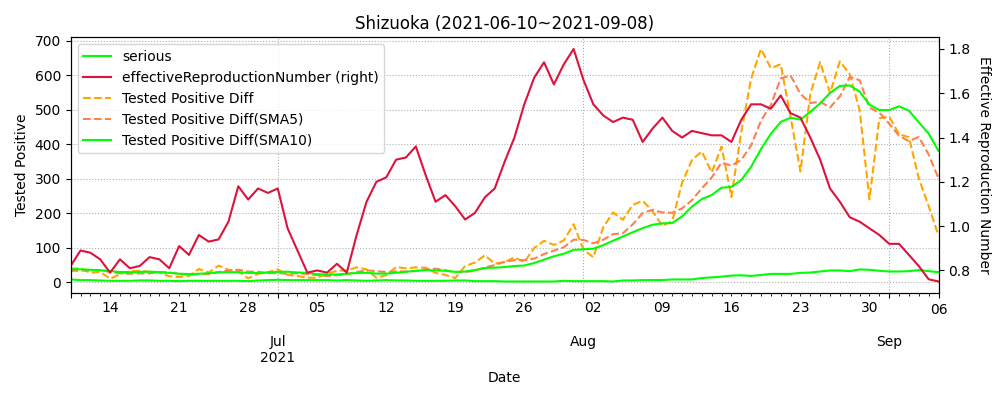 Shizuoka (2021-06-10~2021-09-08)
serious
effectiveReproductionNumber (right)
Tested Positive Diff
Tested Positive Diff(SMA5)
Tested Positive Diff(SMA10)
Tested Positive
700
600
500
400
300
200
100
0
1.8
1.6
1.4
1.2
1.0
0.8
Effective Reproduction Number
14 21 28 05 12 19 26 02 09 16 23 30 06
Jul Aug Sep
2021
Date